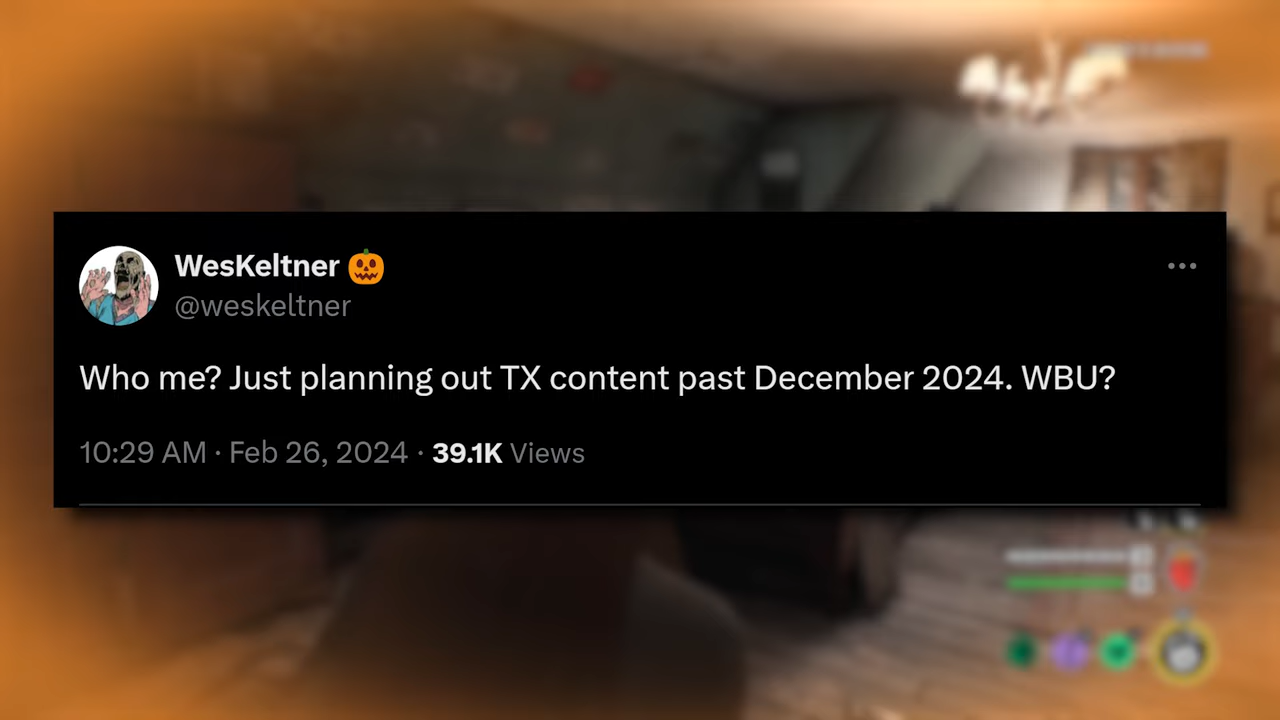 WesKeltner 🎃
@weskeltner
Who me? Just planning out TX content past December 2024. WBU?
10:29 AM · Feb 26, 2024 · 39.1K Views